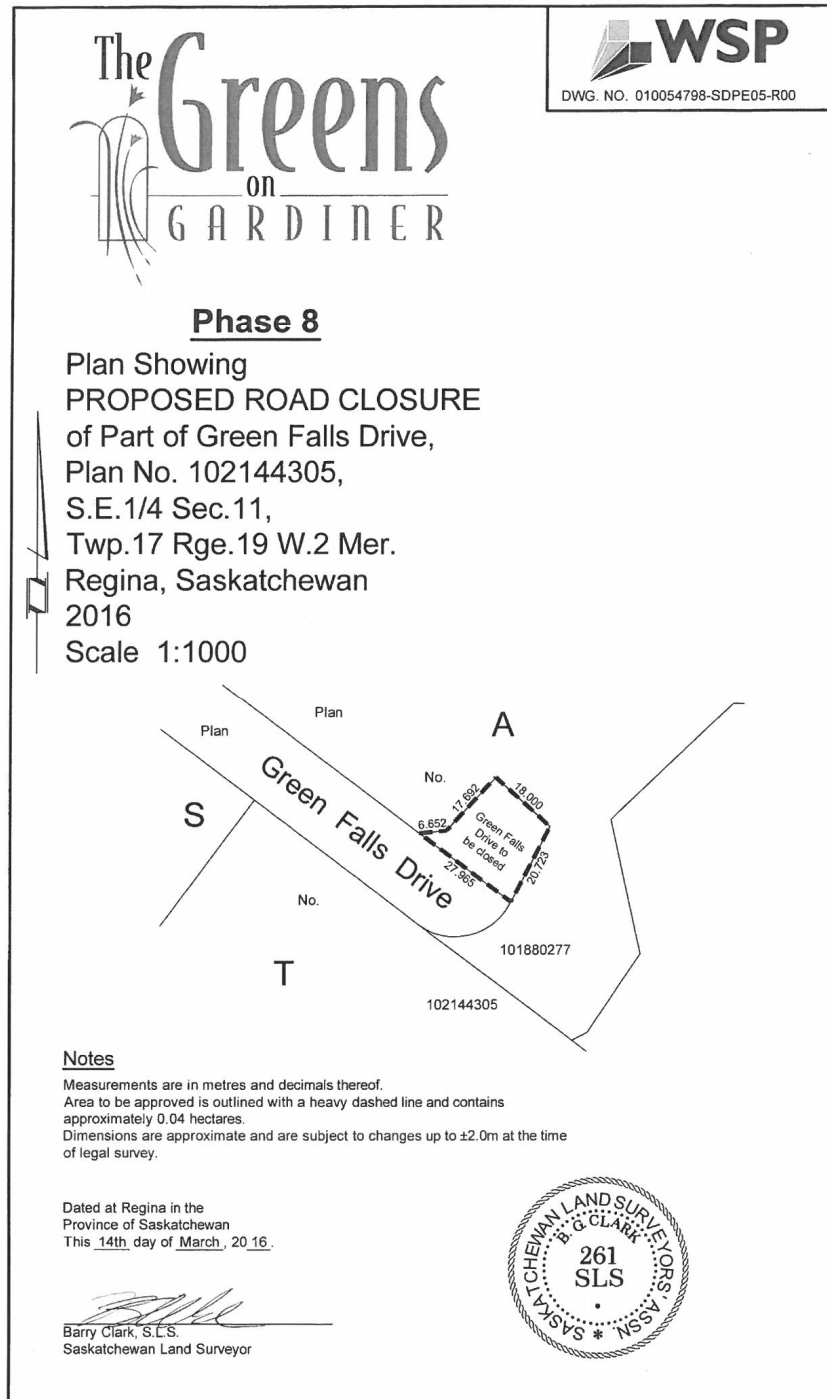 The Greens
on
GARDINER
WSP
DWG. NO. 010054798-SDPE05-R00
Phase 8
Plan Showing
PROPOSED ROAD CLOSURE
of Part of Green Falls Drive,
Plan No. 102144305,
S.E.1/4 Sec.11,
Twp.17 Rge.19 W.2 Mer.
Regina, Saskatchewan
2016
Scale 1:1000
Plan
Plan
A
No.
S
Green Falls Drive
6.652
17.692
18.000
20.723
27.965
Green Falls
Drive to
be closed
No.
T
101880277
102144305
Notes
Measurements are in metres and decimals thereof.
Area to be approved is outlined with a heavy dashed line and contains
approximately 0.04 hectares.
Dimensions are approximate and are subject to changes up to ±2.0m at the time
of legal survey.
Dated at Regina in the
Province of Saskatchewan
This 14th day of March, 2016.
Barry Clark, S.L.S.
Saskatchewan Land Surveyor
SASKATCHEWAN LAND SURVEYORS' ASSN.
B. G. CLARK
261
SLS